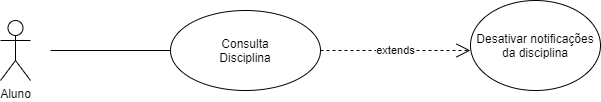 Aluno
Consulta
Disciplina
extends
Desativar notificações
da disciplina